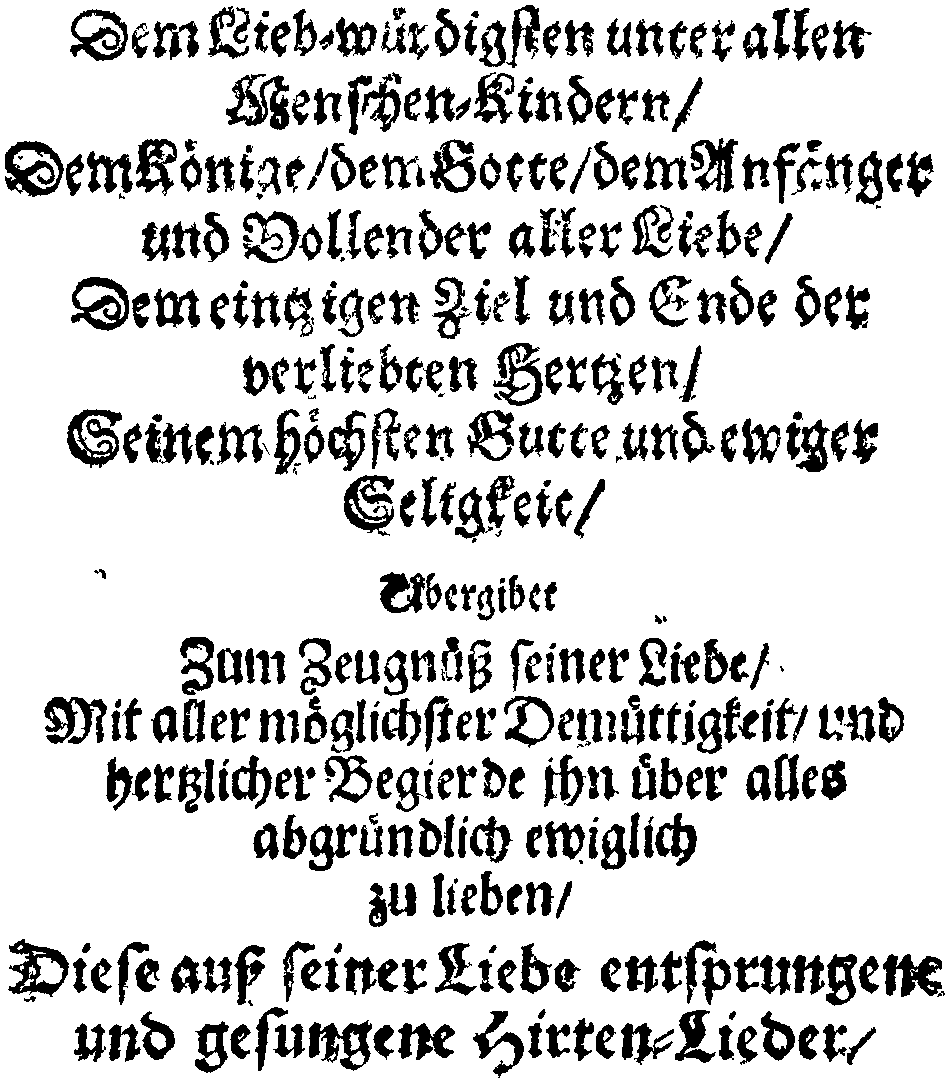 Dem Lieb-würdigſten unter allen
Menſchen-Kindern/
Dem Könige/dem Gotte/dem Anfänger
und Vollender aller Liebe/
Dem eintzigen Ziel und Ende der
verliebten Hertzen/
Seinem höchſten Gutte und ewiger
Seligkeit/
Ubergibet
Zum Zeugnüß ſeiner Liebe/
Mit aller möglichſter Demüttigkeit/ und
hertzlicher Begierde jhn über alles
abgründlich ewiglich
zu lieben/
Dieſe auß ſeiner Liebe entſprungene
und geſungene Hirten-Lieder/